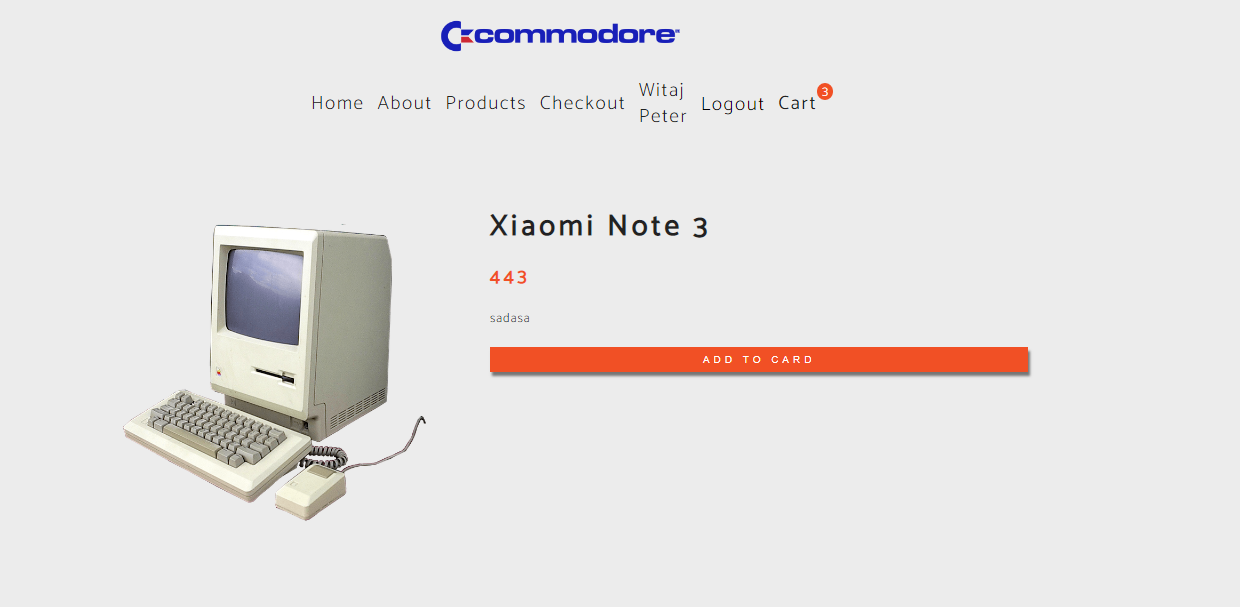 commodore
Home About Products Checkout Witaj Peter Logout Cart 3
Xiaomi Note 3
443
sadasa
ADD TO CARD